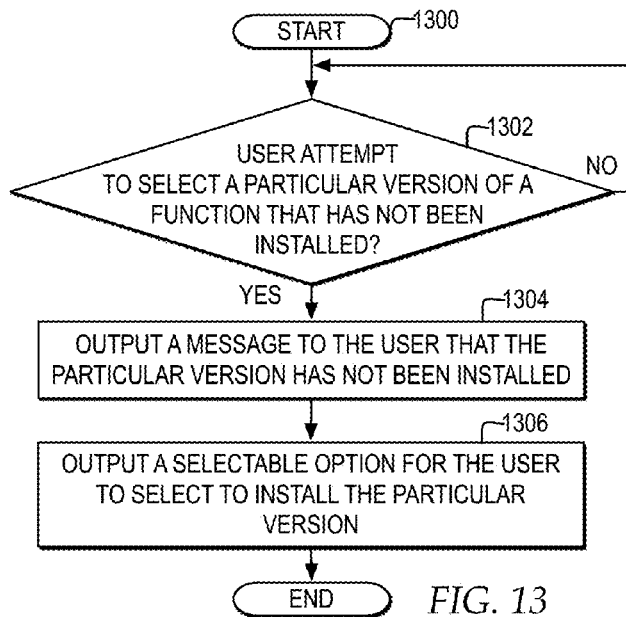 START
1300
1302
USER ATTEMPT
TO SELECT A PARTICULAR VERSION OF A
FUNCTION THAT HAS NOT BEEN
INSTALLED?
NO
YES
1304
OUTPUT A MESSAGE TO THE USER THAT THE
PARTICULAR VERSION HAS NOT BEEN INSTALLED
1306
OUTPUT A SELECTABLE OPTION FOR THE USER
TO SELECT TO INSTALL THE PARTICULAR
VERSION
END
FIG. 13